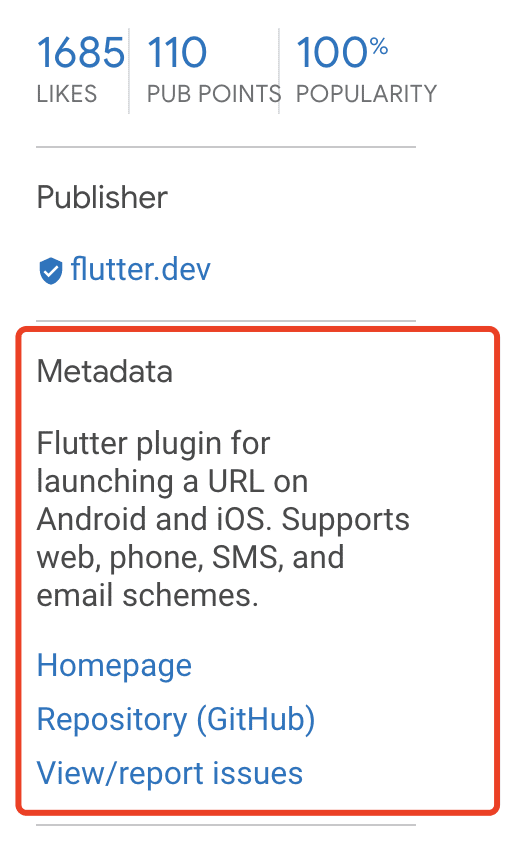 1685 110 100%
LIKES PUB POINTS POPULARITY
Publisher
flutter.dev
Metadata
Flutter plugin for
launching a URL on
Android and iOS. Supports
web, phone, SMS, and
email schemes.
Homepage
Repository (GitHub)
View/report issues